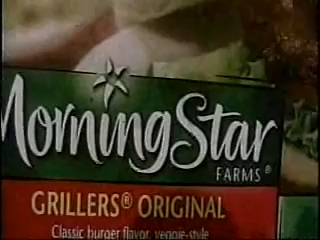 MorningStar
FARMS®
GRILLERS® ORIGINAL
Classic burger flavor, veggie-style